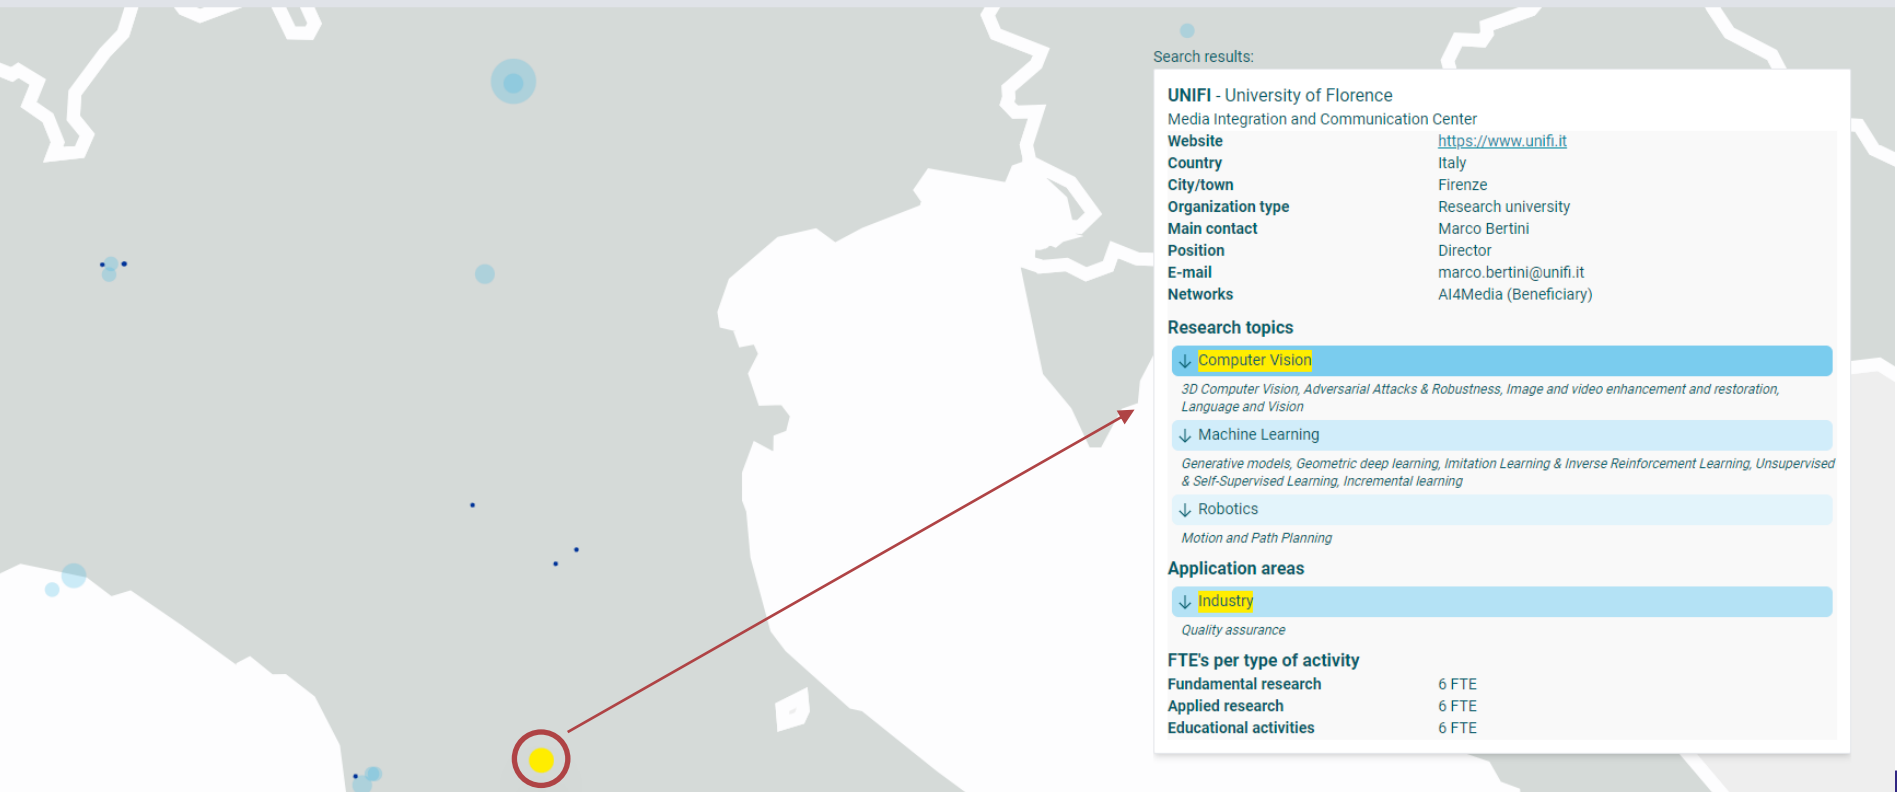 Search results:
UNIFI - University of Florence
Media Integration and Communication Center
Website https://www.unifi.it
Country Italy
City/town Firenze
Organization type Research university
Main contact Marco Bertini
Position Director
E-mail marco.bertini@unifi.it
Networks AI4Media (Beneficiary)
Research topics
↓ Computer Vision
3D Computer Vision, Adversarial Attacks & Robustness, Image and video enhancement and restoration,
Language and Vision
↓ Machine Learning
Generative models, Geometric deep learning, Imitation Learning & Inverse Reinforcement Learning, Unsupervised
& Self-Supervised Learning, Incremental learning
↓ Robotics
Motion and Path Planning
Application areas
↓ Industry
Quality assurance
FTE's per type of activity
Fundamental research 6 FTE
Applied research 6 FTE
Educational activities 6 FTE